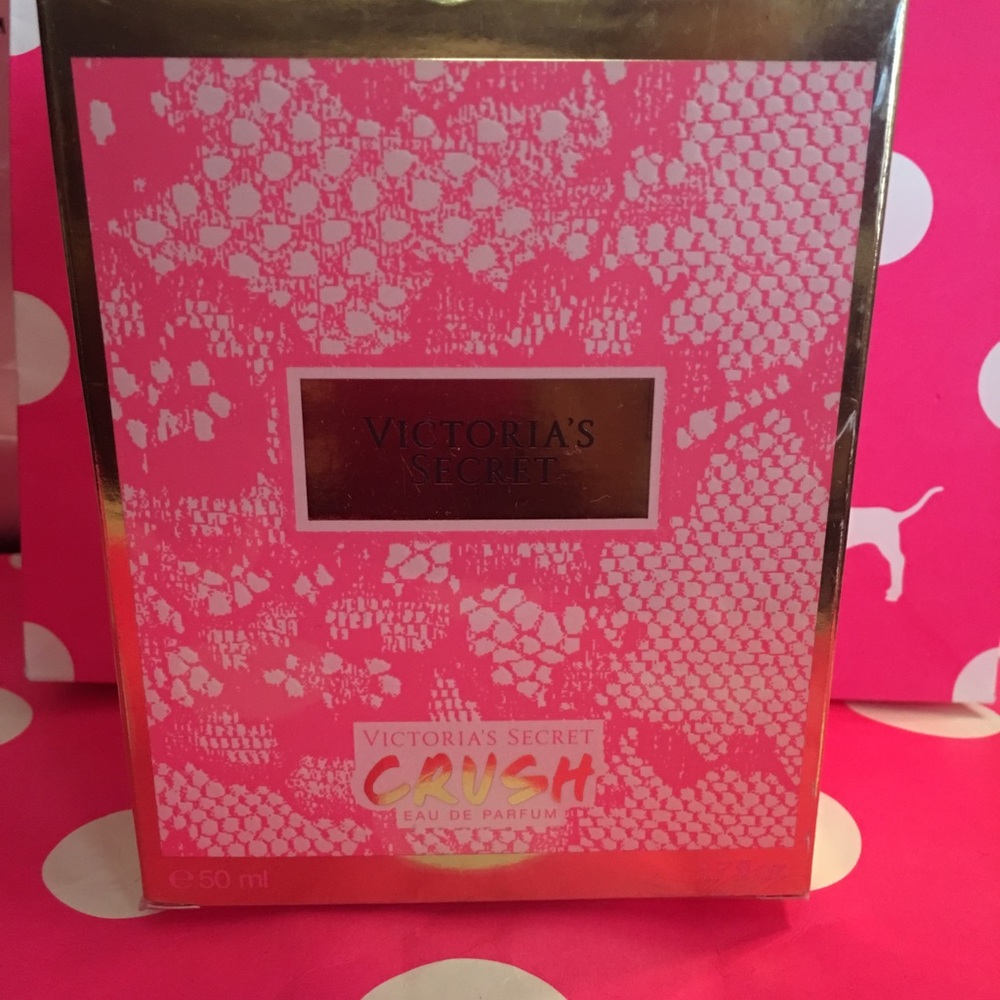 VICTORIA'S
SECRET
VICTORIA'S SECRET
CRUSH
EAU DE PARFUM
℮50 ml